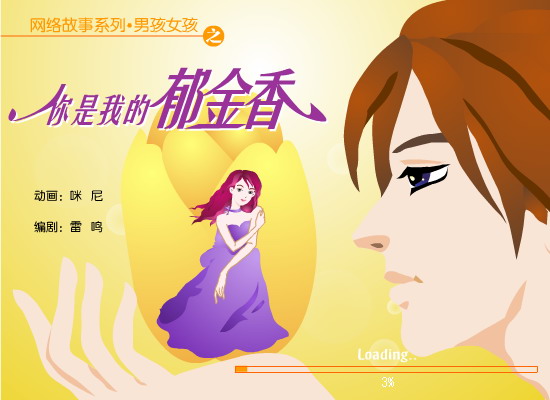 网络故事系列·男孩女孩之
你是我的郁金香
动画：咪 尼
编剧：雷 鸣
Loading..
3%